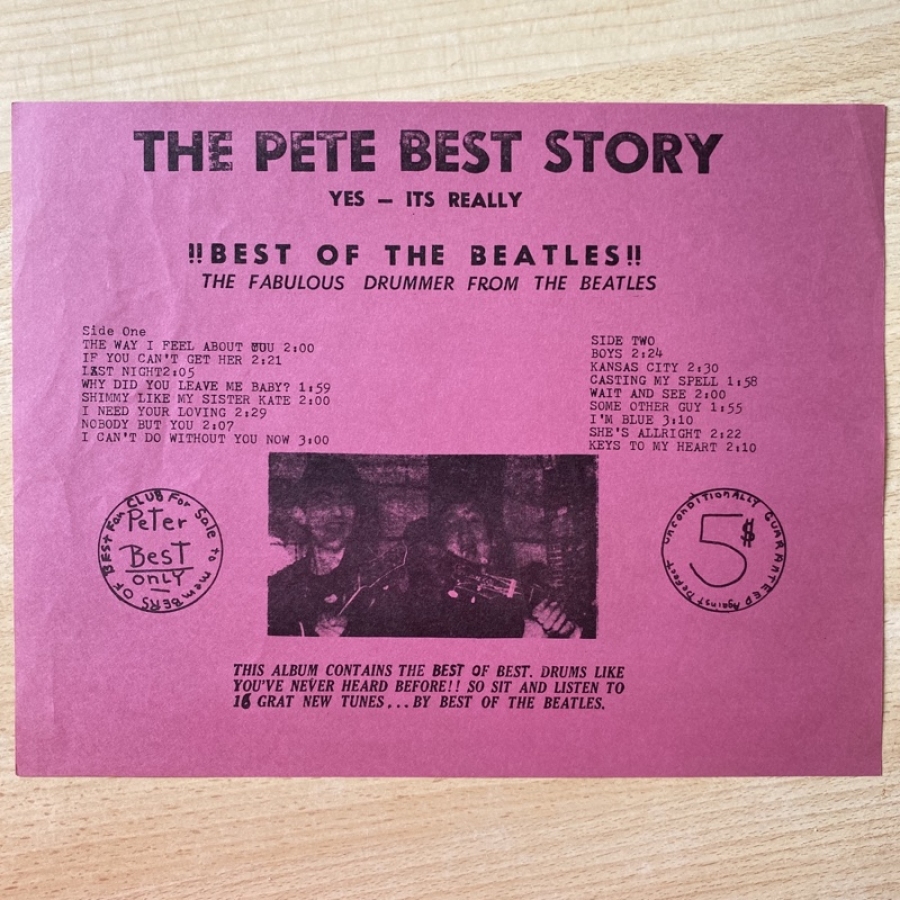 THE PETE BEST STORY
YES — ITS REALLY
!!BEST OF THE BEATLES!!
THE FABULOUS DRUMMER FROM THE BEATLES
Side One
THE WAY I FEEL ABOUT YOU 2:00
IF YOU CAN'T GET HER 2:21
LAST NIGHT2:05
WHY DID YOU LEAVE ME BABY? 1:59
SHIMMY LIKE MY SISTER KATE 2:00
I NEED YOUR LOVING 2:29
NOBODY BUT YOU 2:07
I CAN'T DO WITHOUT YOU NOW 3:00
SIDE TWO
BOYS 2:24
KANSAS CITY 2:30
CASTING MY SPELL 1:58
WAIT AND SEE 2:00
SOME OTHER GUY 1:55
I'M BLUE 3:10
SHE'S ALLRIGHT 2:22
KEYS TO MY HEART 2:10
For Sale to memBERS OF BEST Fan CLUB
PeTer
BesT
ONLY
unconDITIONALLY GUARANTEED Against Defect
5$
THIS ALBUM CONTAINS THE BEST OF BEST. DRUMS LIKE
YOU'VE NEVER HEARD BEFORE!! SO SIT AND LISTEN TO
16 GRAT NEW TUNES...BY BEST OF THE BEATLES.